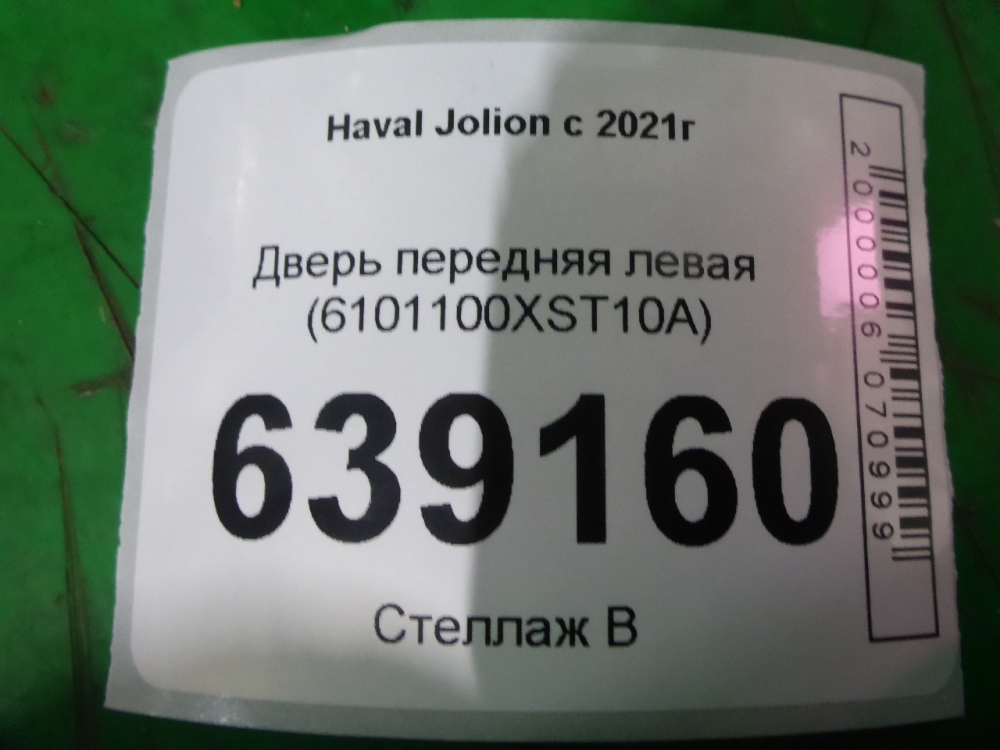 Haval Jolion с 2021г
Дверь передняя левая
(6101100XST10A)
639160
Стеллаж В
2000006070999